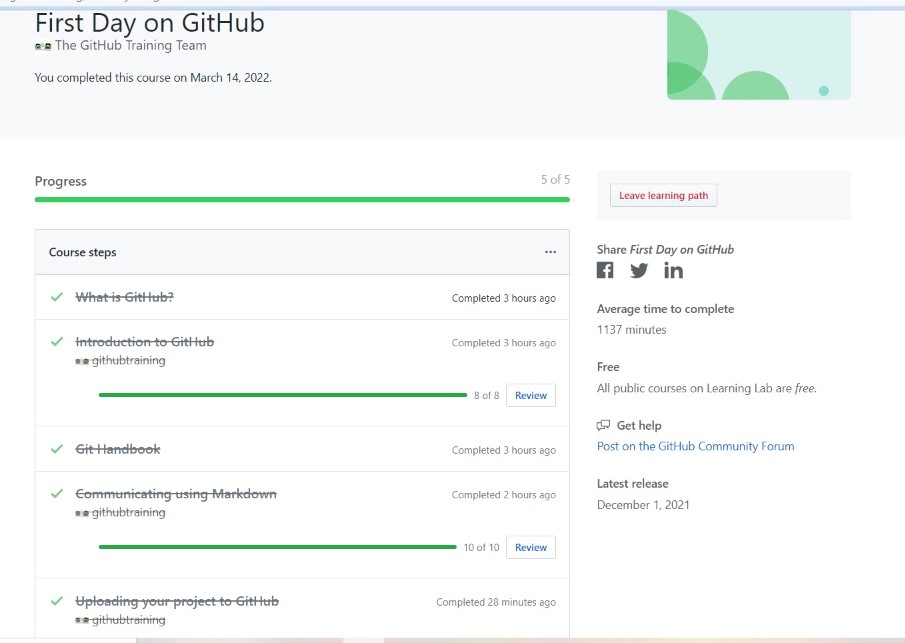 First Day on GitHub
The GitHub Training Team
You completed this course on March 14, 2022.
Progress
5 of 5
Course steps
...
What is GitHub?
Completed 3 hours ago
Introduction to GitHub
Completed 3 hours ago
githubtraining
8 of 8
Review
Git Handbook
Completed 3 hours ago
Communicating using Markdown
Completed 2 hours ago
githubtraining
10 of 10
Review
Uploading your project to GitHub
Completed 28 minutes ago
githubtraining
Leave learning path
Share First Day on GitHub
Average time to complete
1137 minutes
Free
All public courses on Learning Lab are free.
Get help
Post on the GitHub Community Forum
Latest release
December 1, 2021